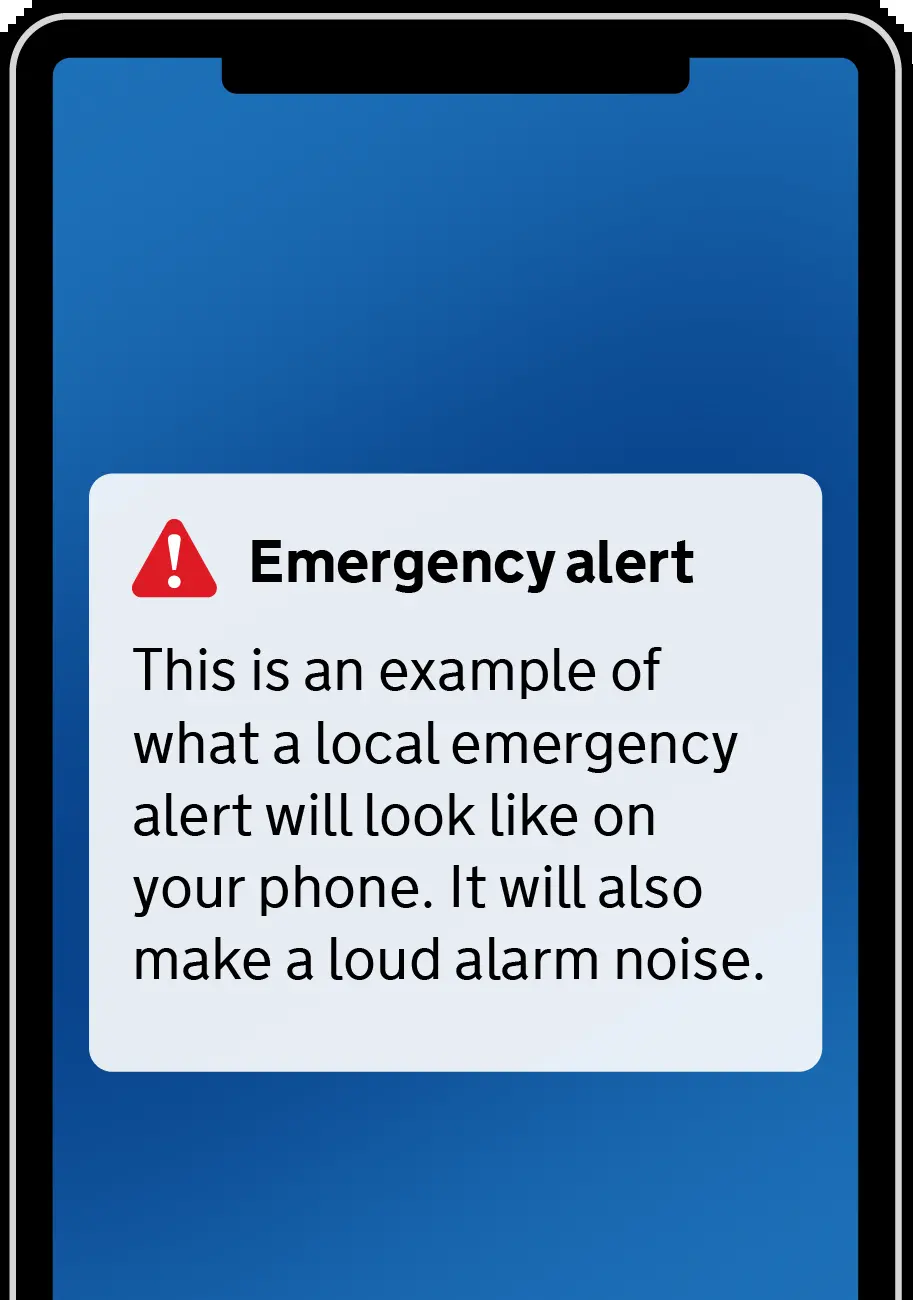 Emergency alert
This is an example of
what a local emergency
alert will look like on
your phone. It will also
make a loud alarm noise.